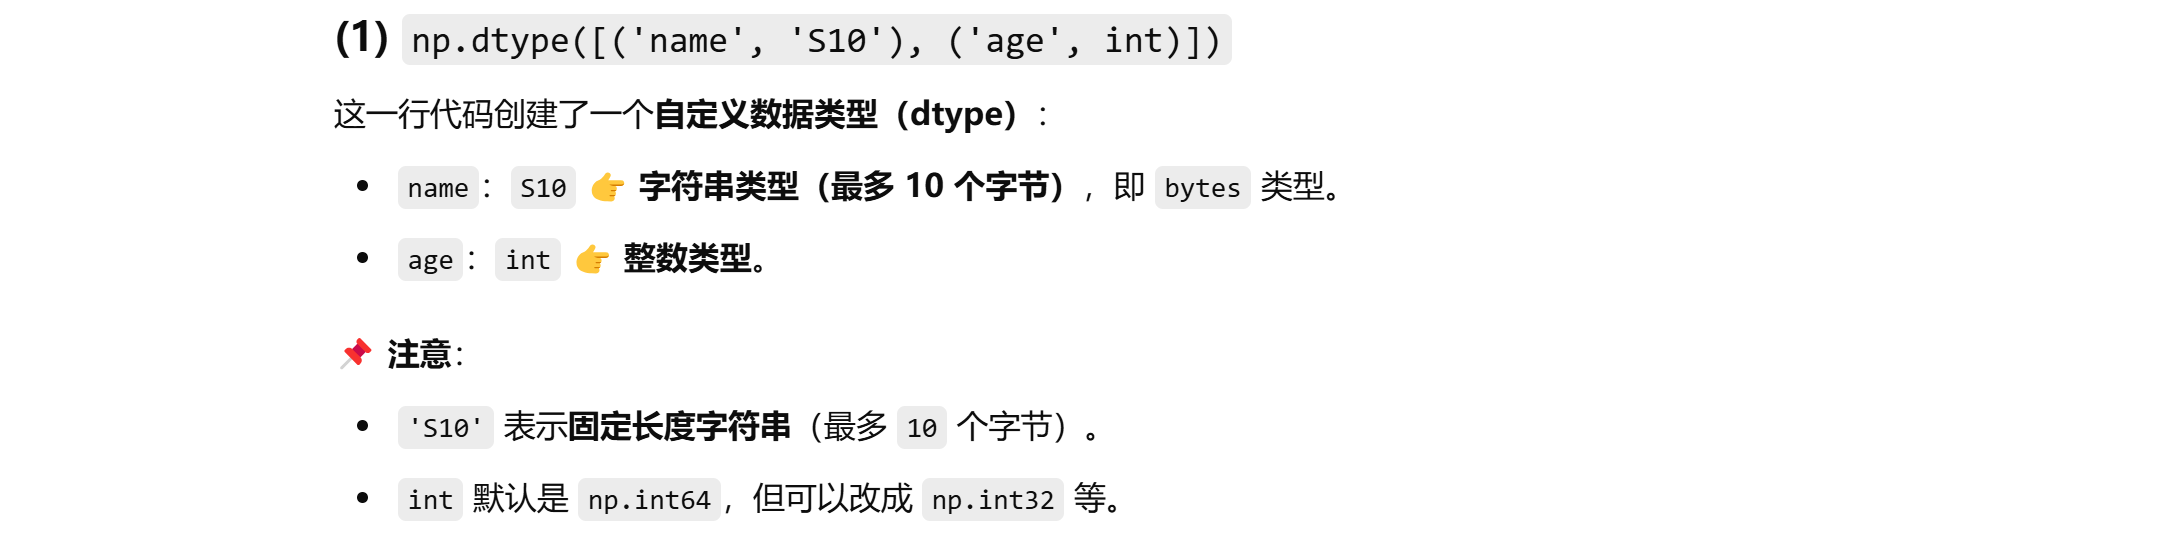 (1) np.dtype([('name', 'S10'), ('age', int)])
这一行代码创建了一个自定义数据类型（dtype）：
• name： S10 👉 字符串类型（最多 10 个字节），即 bytes 类型。
• age： int 👉 整数类型。
📌 注意：
• 'S10' 表示固定长度字符串（最多 10 个字节）。
• int 默认是 np.int64，但可以改成 np.int32 等。